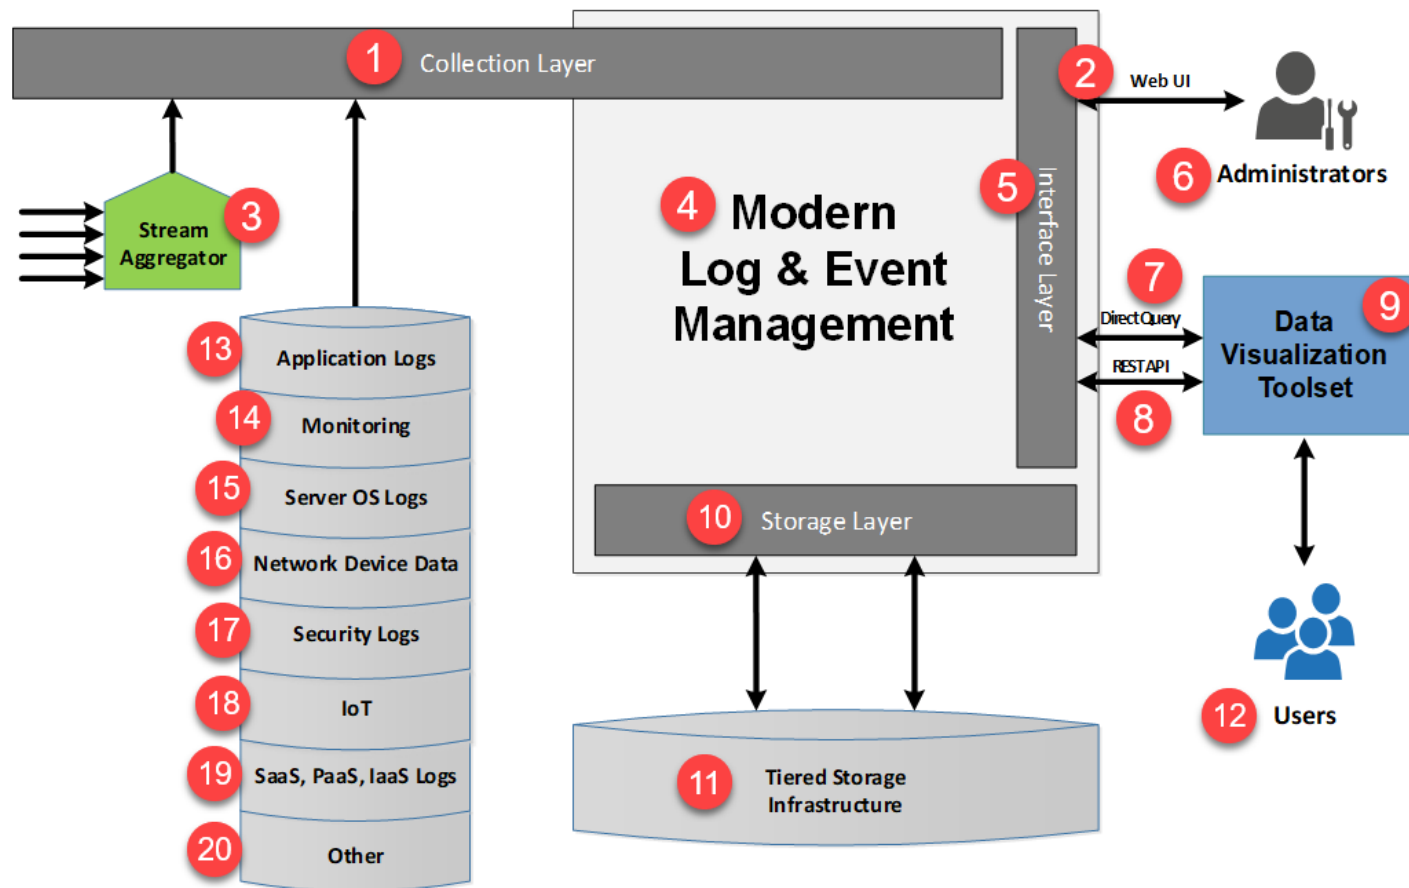 1
Collection Layer
2
Web UI
6
Administrators
3
Stream
Aggregator
4
Modern
Log & Event
Management
5
Interface Layer
7
Direct Query
REST API
8
9
Data
Visualization
Toolset
13
Application Logs
14
Monitoring
15
Server OS Logs
16
Network Device Data
17
Security Logs
18
IoT
19
SaaS, PaaS, IaaS Logs
20
Other
10
Storage Layer
11
Tiered Storage
Infrastructure
12
Users